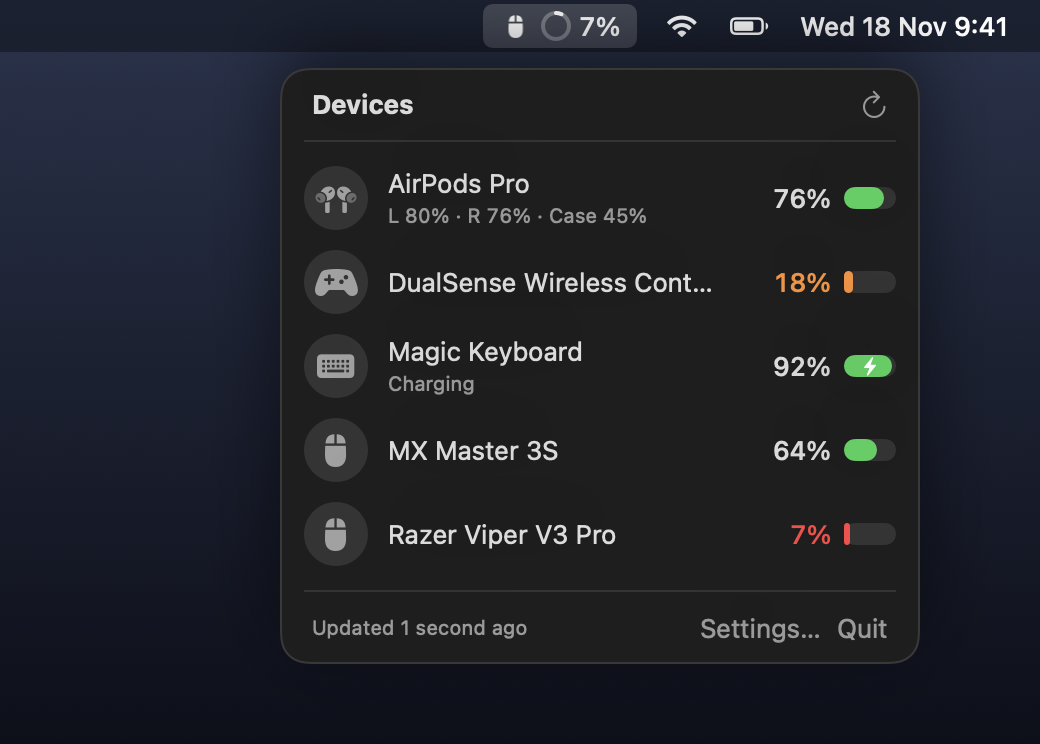 7%
Wed 18 Nov 9:41
Devices
AirPods Pro
L 80% · R 76% · Case 45%
76%
DualSense Wireless Cont...
18%
Magic Keyboard
Charging
92%
MX Master 3S
64%
Razer Viper V3 Pro
7%
Updated 1 second ago
Settings... Quit